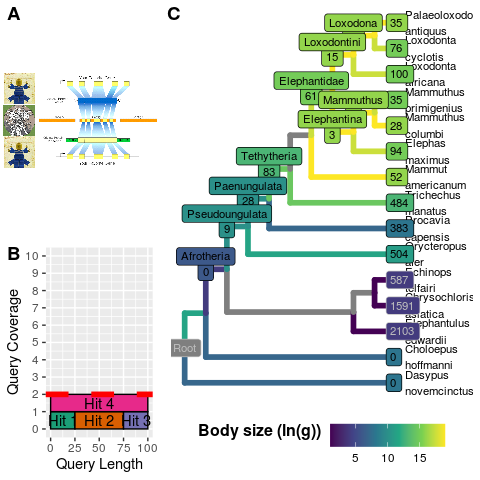 A
C
B
Palaeoloxodo
antiquus
Loxodonta
cyclotis
Loxodonta
africana
Mammuthus
primigenius
Mammuthus
columbi
Elephas
maximus
Mammut
americanum
Trichechus
manatus
Procavia
capensis
Orycteropus
afer
Echinops
telfairi
Chrysochloris
asiatica
Elephantulus
edwardii
Choloepus
hoffmanni
Dasypus
novemcinctus
35
76
100
35
28
94
52
484
383
504
587
1591
2103
0
0
Loxodona
Loxodontini
15
Elephantidae
61
Mammuthus
Elephantina
3
Tethytheria
83
Paenungulata
28
Pseudoungulata
9
Afrotheria
0
Root
Query Coverage
10
9
8
7
6
5
4
3
2
1
0
Hit 4
Hit 1
Hit 2
Hit 3
0 25 50 75 100
Query Length
Body size (ln(g))
5 10 15